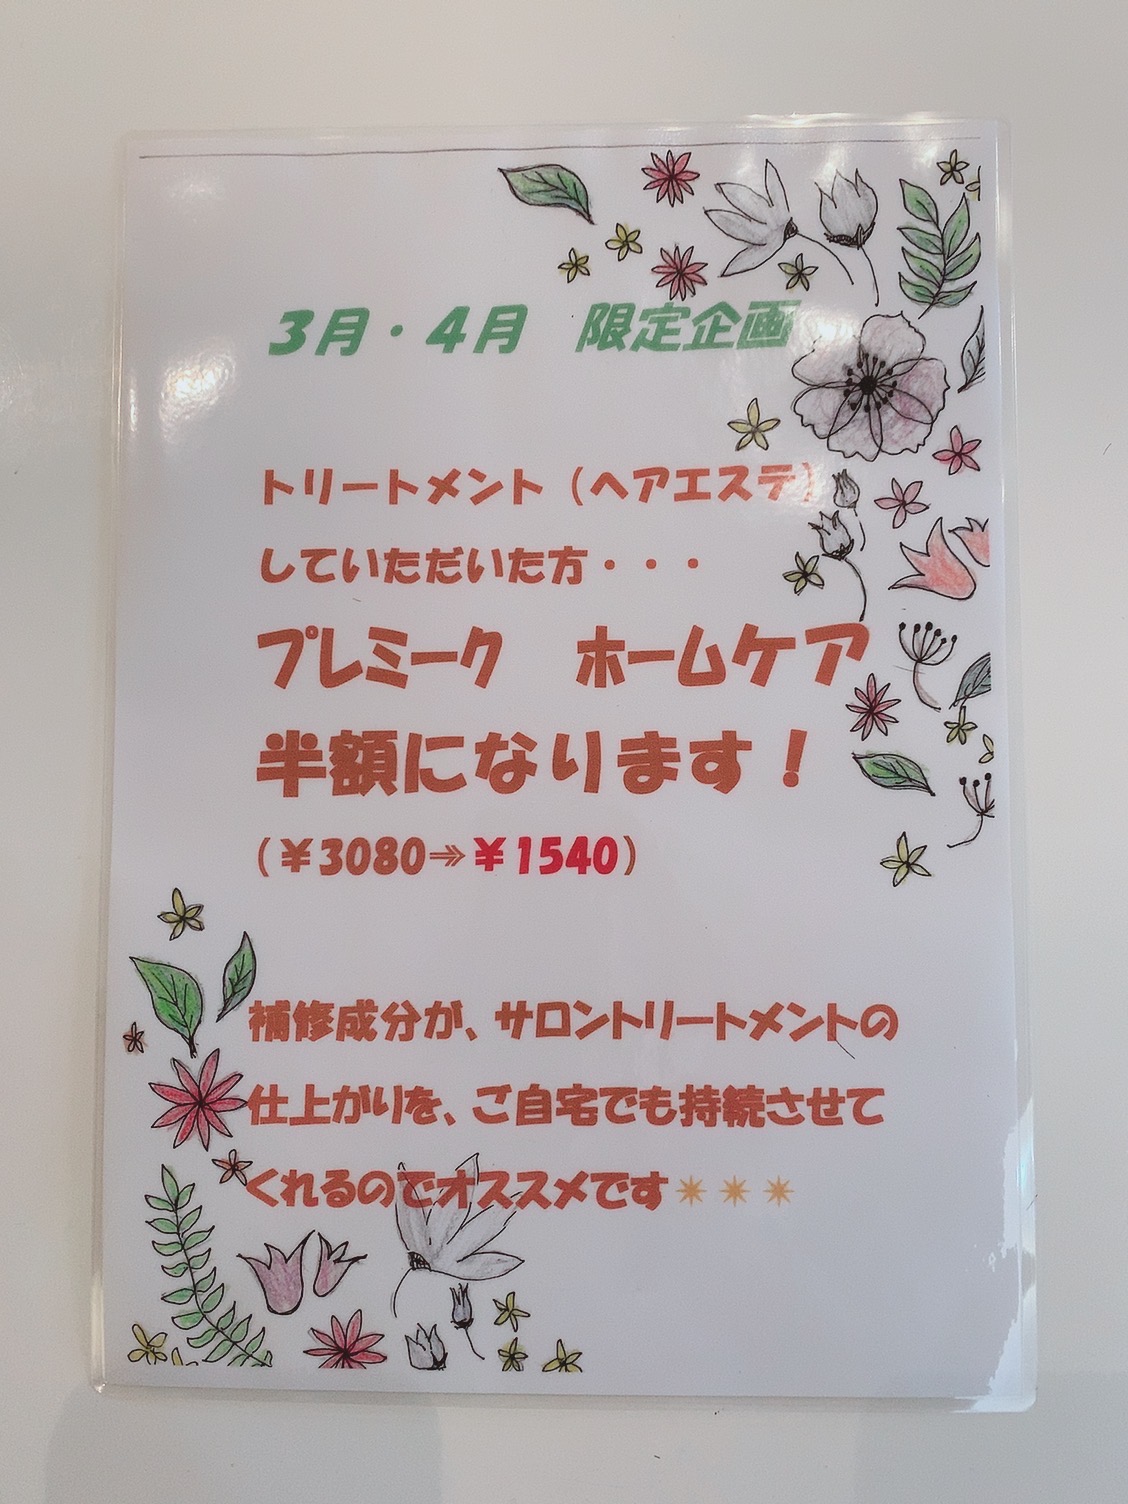 3月・4月　限定企画
トリートメント（ヘアエステ）
していただいた方・・・
プレミーク　ホームケア
半額になります！
(￥3080⇒￥1540)
補修成分が、サロントリートメントの
仕上がりを、ご自宅でも持続させて
くれるのでオススメです✴✴✴